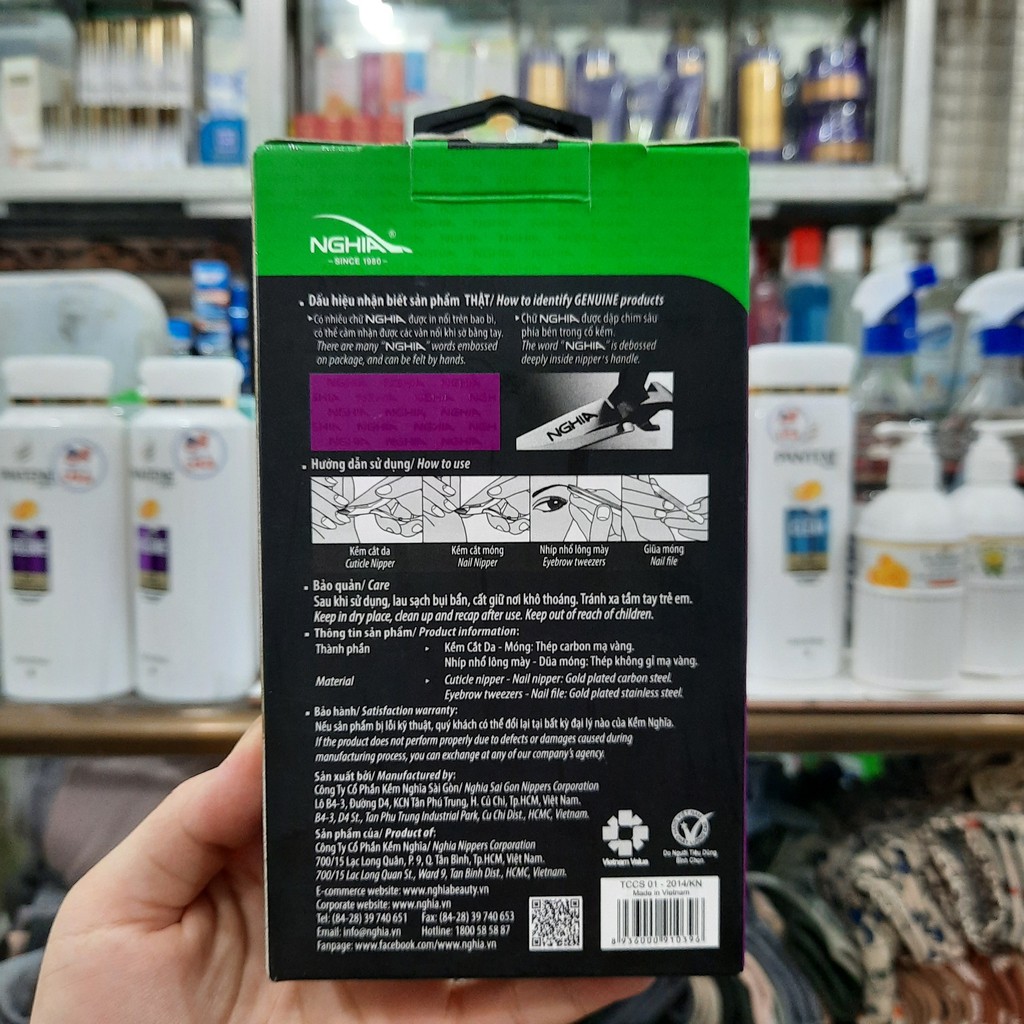 NGHIA®
- SINCE 1980 -
Dấu hiệu nhận biết sản phẩm THẬT/ How to identify GENUINE products
Có nhiều chữ NGHIA được in nổi trên bao bì,
có thể cảm nhận được các vân nổi khi sờ bằng tay.
There are many "NGHIA" words embossed
on package, and can be felt by hands.
Chữ NGHIA được dập chìm sâu
phía bên trong cổ kềm.
The word "NGHIA" is debossed
deeply inside nipper's handle.
NGHIA
Hướng dẫn sử dụng/ How to use
Kềm cắt da
Cuticle Nipper
Kềm cắt móng
Nail Nipper
Nhíp nhổ lông mày
Eyebrow tweezers
Giũa móng
Nail file
Bảo quản/ Care
Sau khi sử dụng, lau sạch bụi bẩn, cất giữ nơi khô thoáng. Tránh xa tầm tay trẻ em.
Keep in dry place, clean up and recap after use. Keep out of reach of children.
Thông tin sản phẩm/ Product information:
Thành phần Kềm Cắt Da - Móng: Thép carbon mạ vàng.
Nhíp nhổ lông mày - Dũa móng: Thép không gỉ mạ vàng.
Material Cuticle nipper - Nail nipper: Gold plated carbon steel.
Eyebrow tweezers - Nail file: Gold plated stainless steel.
Bảo hành/ Satisfaction warranty:
Nếu sản phẩm bị lỗi kỹ thuật, quý khách có thể đổi lại tại bất kỳ đại lý nào của Kềm Nghĩa.
If the product does not perform properly due to defects or damages caused during
manufacturing process, you can exchange at any of our company's agency.
Sản xuất bởi/ Manufactured by:
Công Ty Cổ Phần Kềm Nghĩa Sài Gòn/ Nghia Sai Gon Nippers Corporation
Lô B4-3, Đường D4, KCN Tân Phú Trung, H. Củ Chi, Tp.HCM, Việt Nam.
B4-3, D4 St., Tan Phu Trung Industrial Park, Cu Chi Dist., HCMC, Vietnam.
Sản phẩm của/ Product of:
Công Ty Cổ Phần Kềm Nghĩa/ Nghia Nippers Corporation
700/15 Lạc Long Quân, P. 9, Q. Tân Bình, Tp.HCM, Việt Nam.
700/15 Lac Long Quan St., Ward 9, Tan Binh Dist., HCMC, Vietnam.
E-commerce website: www.nghiabeauty.vn
Corporate website: www.nghia.vn
Tel: (84-28) 39 740 651 Fax: (84-28) 39 740 653
Email: info@nghia.vn Hotline: 1800 58 58 87
Fanpage: www.facebook.com/www.nghia.vn
Vietnam Value
Do Người Tiêu Dùng
Bình Chọn
TCCS 01 - 2014/KN
Made in Vietnam
8 936000 910394
PANTENE